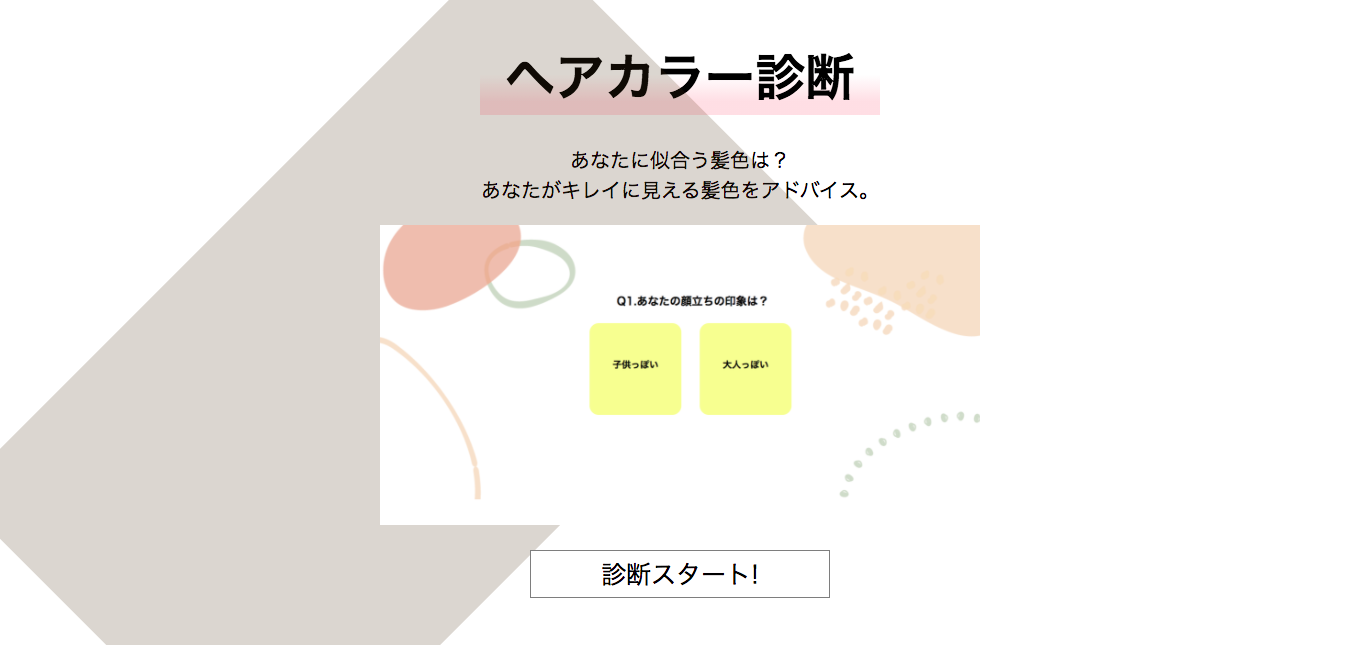 ヘアカラー診断
あなたに似合う髪色は？
あなたがキレイに見える髪色をアドバイス。
Q1.あなたの顔立ちの印象は？
子供っぽい
大人っぽい
診断スタート!